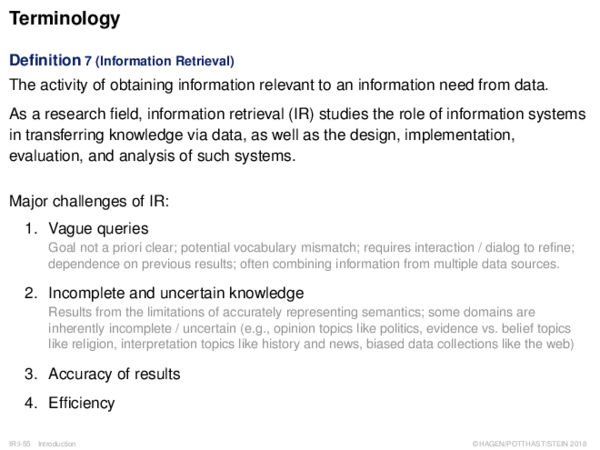 Terminology
Definition 7 (Information Retrieval)
The activity of obtaining information relevant to an information need from data.
As a research field, information retrieval (IR) studies the role of information systems
in transferring knowledge via data, as well as the design, implementation,
evaluation, and analysis of such systems.
Major challenges of IR:
1. Vague queries
Goal not a priori clear; potential vocabulary mismatch; requires interaction / dialog to refine;
dependence on previous results; often combining information from multiple data sources.
2. Incomplete and uncertain knowledge
Results from the limitations of accurately representing semantics; some domains are
inherently incomplete / uncertain (e.g., opinion topics like politics, evidence vs. belief topics
like religion, interpretation topics like history and news, biased data collections like the web)
3. Accuracy of results
4. Efficiency
IR:I-55 Introduction
©HAGEN/POTTHAST/STEIN 2018